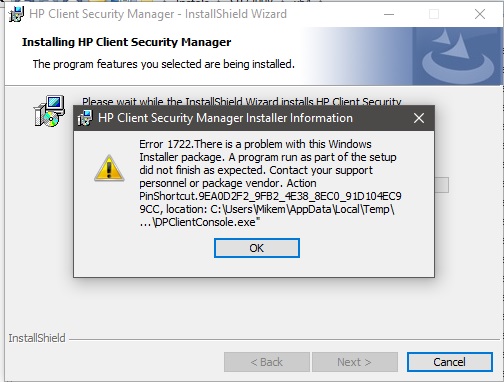 HP Client Security Manager - InstallShield Wizard
Installing HP Client Security Manager
The program features you selected are being installed.
Please wait while the InstallShield Wizard installs HP Client Security
HP Client Security Manager Installer Information
Error 1722.There is a problem with this Windows
Installer package. A program run as part of the setup
did not finish as expected. Contact your support
personnel or package vendor. Action
PinShortcut.9EA0D2F2_9FB2_4E38_8EC0_91D104EC9
9CC, location: C:\Users\Mikem\AppData\Local\Temp\
...\DPClientConsole.exe"
OK
InstallShield
< Back
Next >
Cancel